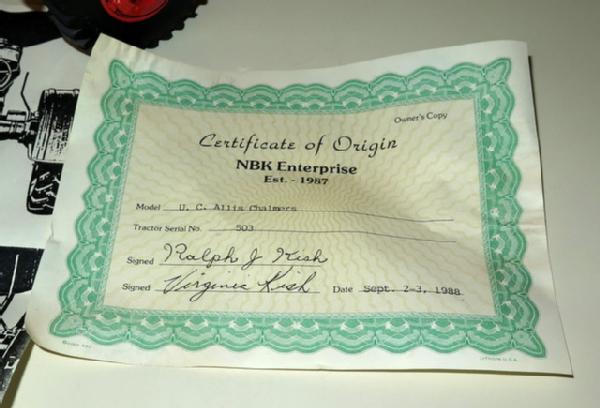 Owner's Copy
Certificate of Origin
NBK Enterprise
Est. - 1987
Model U. C. Allis Chalmers
Tractor Serial No. 503
Signed Ralph J Kish
Signed Virginia Kish Date Sept. 2-3, 1988